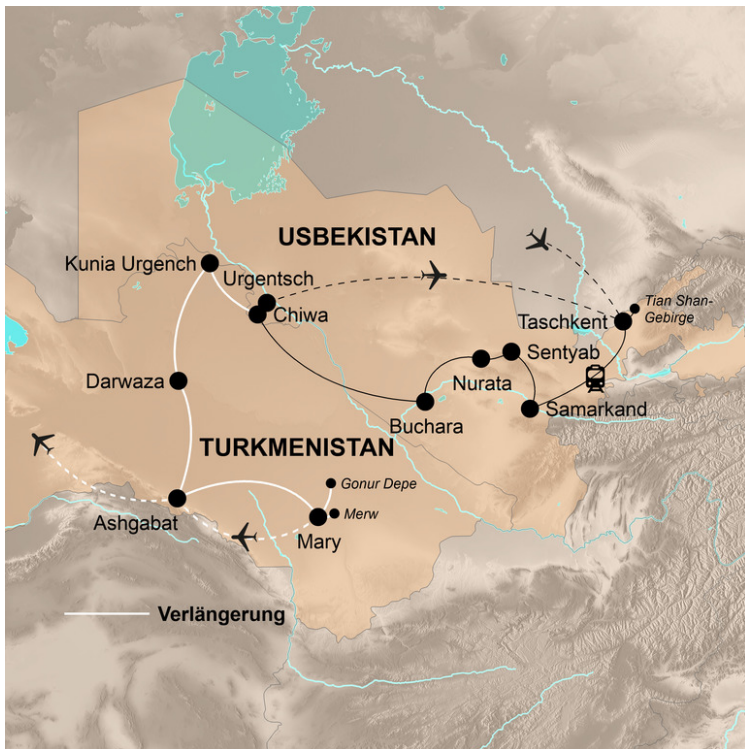 USBEKISTAN
Kunia Urgench
Urgentsch
Chiwa
Tian Shan-
Gebirge
Taschkent
Sentyab
Nurata
Darwaza
Buchara
Samarkand
TURKMENISTAN
Gonur Depe
Ashgabat
Merw
Mary
Verlängerung